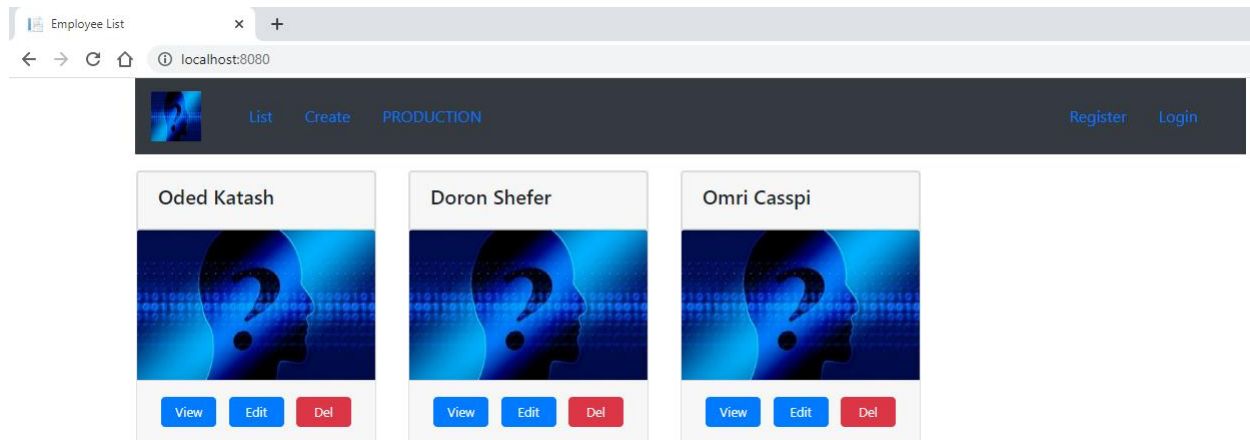 Employee List
localhost:8080
List Create PRODUCTION Register Login
Oded Katash Doron Shefer Omri Casspi
View Edit Del View Edit Del View Edit Del